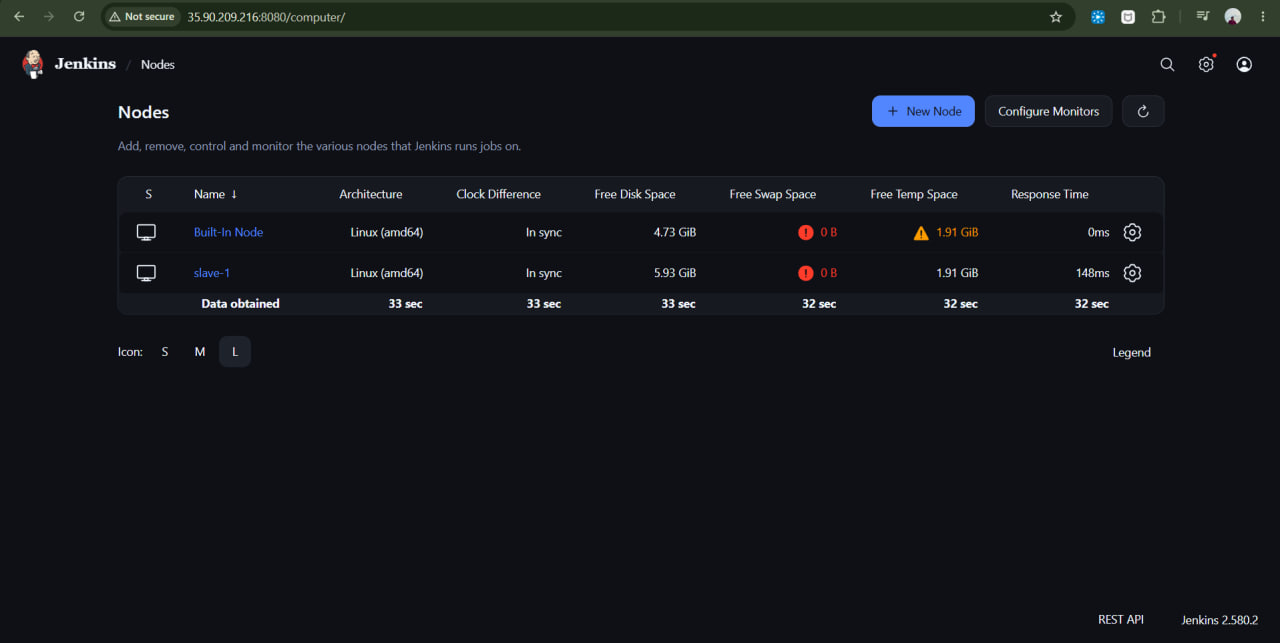 Not secure 35.90.209.216:8080/computer/
Jenkins / Nodes
Nodes
+ New Node Configure Monitors
Add, remove, control and monitor the various nodes that Jenkins runs jobs on.
S Name ↓ Architecture Clock Difference Free Disk Space Free Swap Space Free Temp Space Response Time
Built-In Node Linux (amd64) In sync 4.73 GiB 0 B 1.91 GiB 0ms
slave-1 Linux (amd64) In sync 5.93 GiB 0 B 1.91 GiB 148ms
Data obtained 33 sec 33 sec 33 sec 32 sec 32 sec 32 sec
Icon: S M L Legend
REST API Jenkins 2.580.2